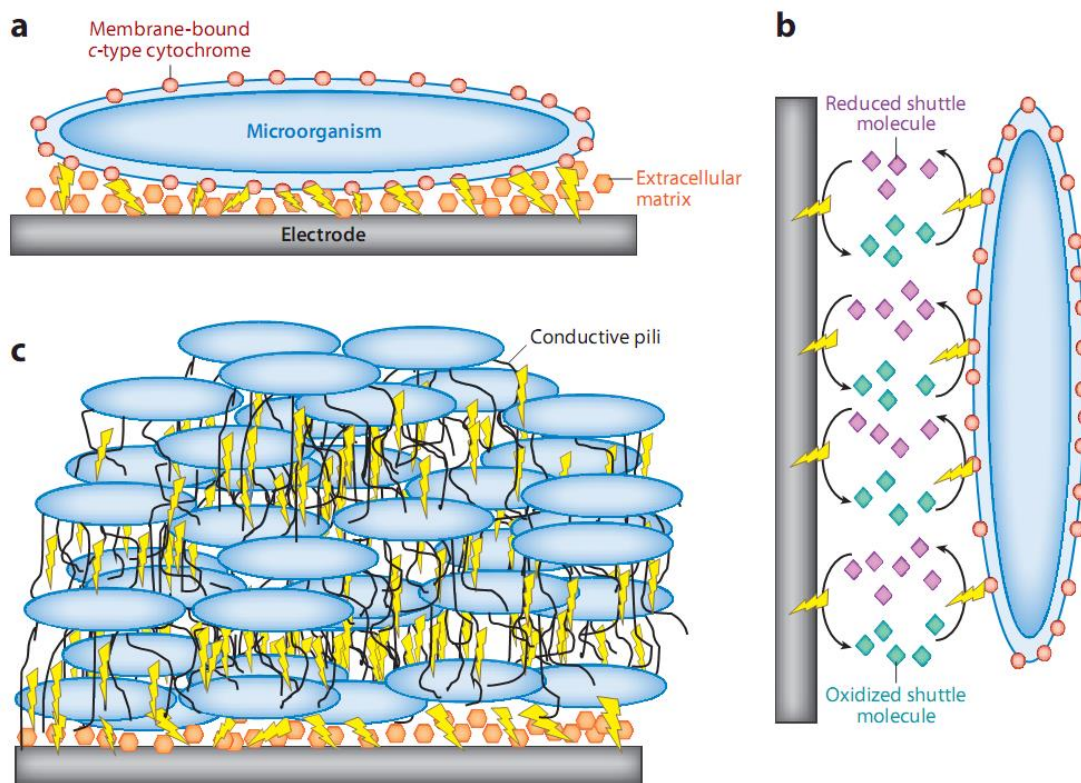 a
Membrane-bound
c-type cytochrome
Microorganism
Extracellular
matrix
Electrode
b
Reduced shuttle
molecule
Oxidized shuttle
molecule
c
Conductive pili